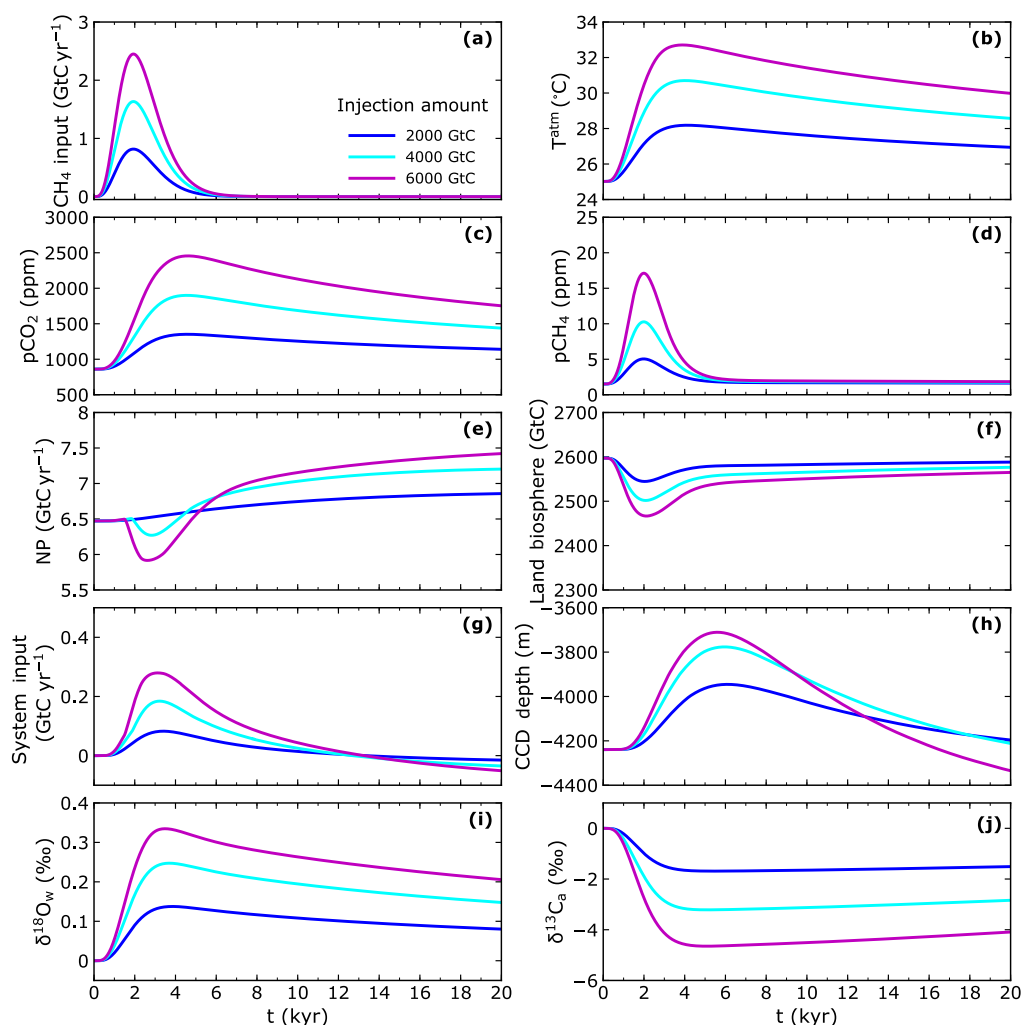 (a)
CH₄ input (GtC yr⁻¹)
3
2
1
0
Injection amount
2000 GtC
4000 GtC
6000 GtC
(b)
Tᵃᵗᵐ (°C)
34
32
30
28
26
24
(c)
pCO₂ (ppm)
3000
2500
2000
1500
1000
500
(d)
pCH₄ (ppm)
25
20
15
10
5
0
(e)
NP (GtC yr⁻¹)
8
7.5
7
6.5
6
5.5
(f)
Land biosphere (GtC)
2700
2600
2500
2400
2300
(g)
System input
(GtC yr⁻¹)
0.4
0.2
0
(h)
CCD depth (m)
−3600
−3800
−4000
−4200
−4400
(i)
δ¹⁸O_w (‰)
0.4
0.3
0.2
0.1
0
0 2 4 6 8 10 12 14 16 18 20
t (kyr)
(j)
δ¹³C_a (‰)
0
−2
−4
−6
0 2 4 6 8 10 12 14 16 18 20
t (kyr)